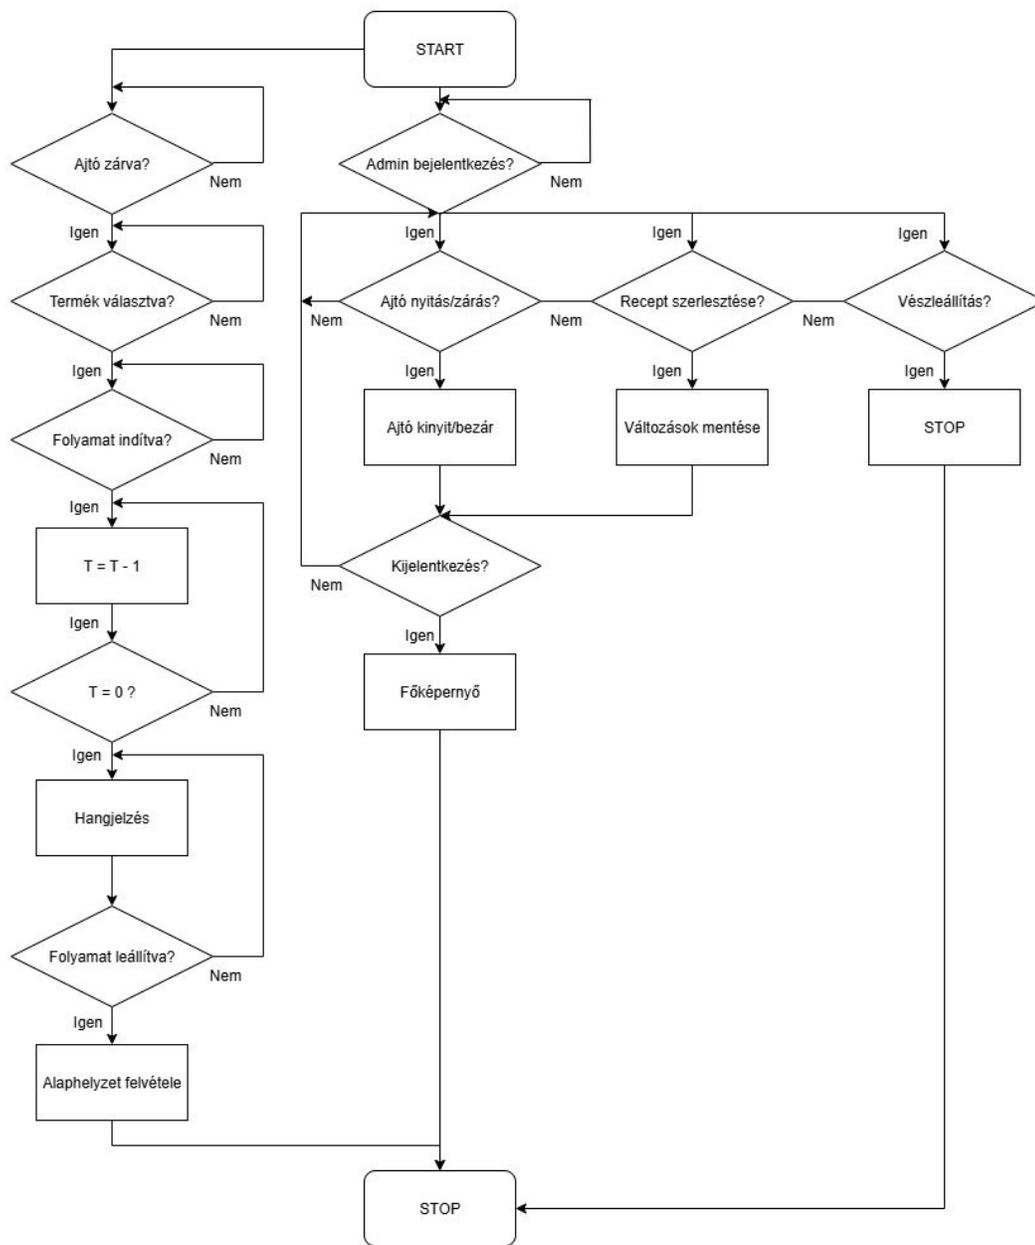 START
Ajtó zárva?
Nem
Igen
Termék választva?
Nem
Igen
Folyamat indítva?
Nem
Igen
T = T - 1
Igen
T = 0 ?
Nem
Igen
Hangjelzés
Folyamat leállítva?
Nem
Igen
Alaphelyzet felvétele
Admin bejelentkezés?
Nem
Igen
Igen
Igen
Ajtó nyitás/zárás?
Nem
Nem
Recept szerlesztése?
Nem
Vészleállítás?
Igen
Igen
Igen
Ajtó kinyit/bezár
Változások mentése
STOP
Kijelentkezés?
Nem
Igen
Főképernyő
STOP